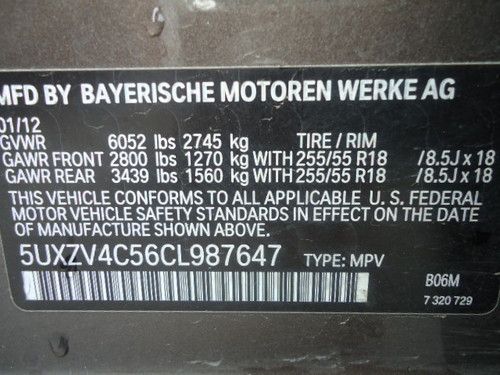 MFD BY BAYERISCHE MOTOREN WERKE AG
01/12
GVWR 6052 lbs 2745 kg TIRE / RIM
GAWR FRONT 2800 lbs 1270 kg WITH 255/55 R18 /8.5J x 18
GAWR REAR 3439 lbs 1560 kg WITH 255/55 R18 /8.5J x 18
THIS VEHICLE CONFORMS TO ALL APPLICABLE U. S. FEDERAL
MOTOR VEHICLE SAFETY STANDARDS IN EFFECT ON THE DATE
OF MANUFACTURE SHOWN ABOVE.
5UXZV4C56CL987647 TYPE: MPV
B06M
7 320 729